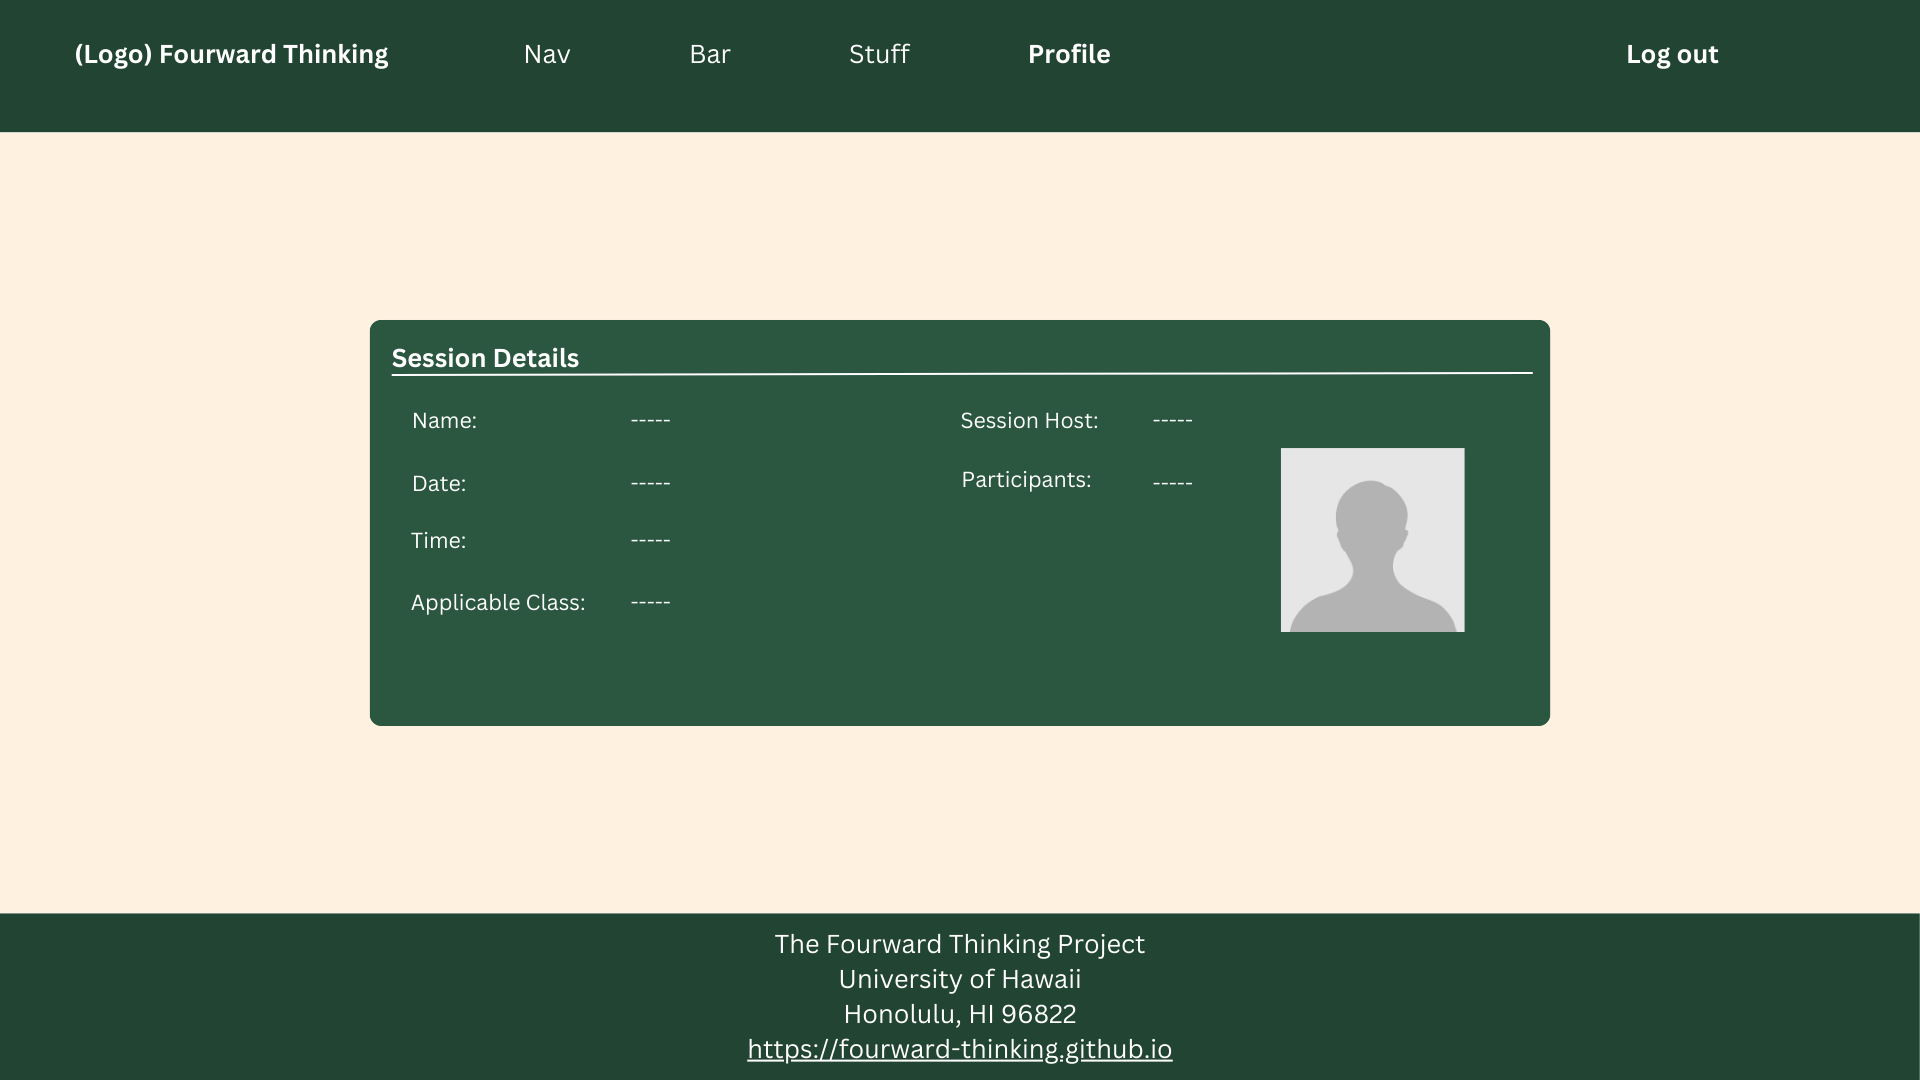 (Logo) Fourward Thinking Nav Bar Stuff Profile Log out
Session Details
Name: -----
Date: -----
Time: -----
Applicable Class: -----
Session Host: -----
Participants: -----
The Fourward Thinking Project
University of Hawaii
Honolulu, HI 96822
https://fourward-thinking.github.io